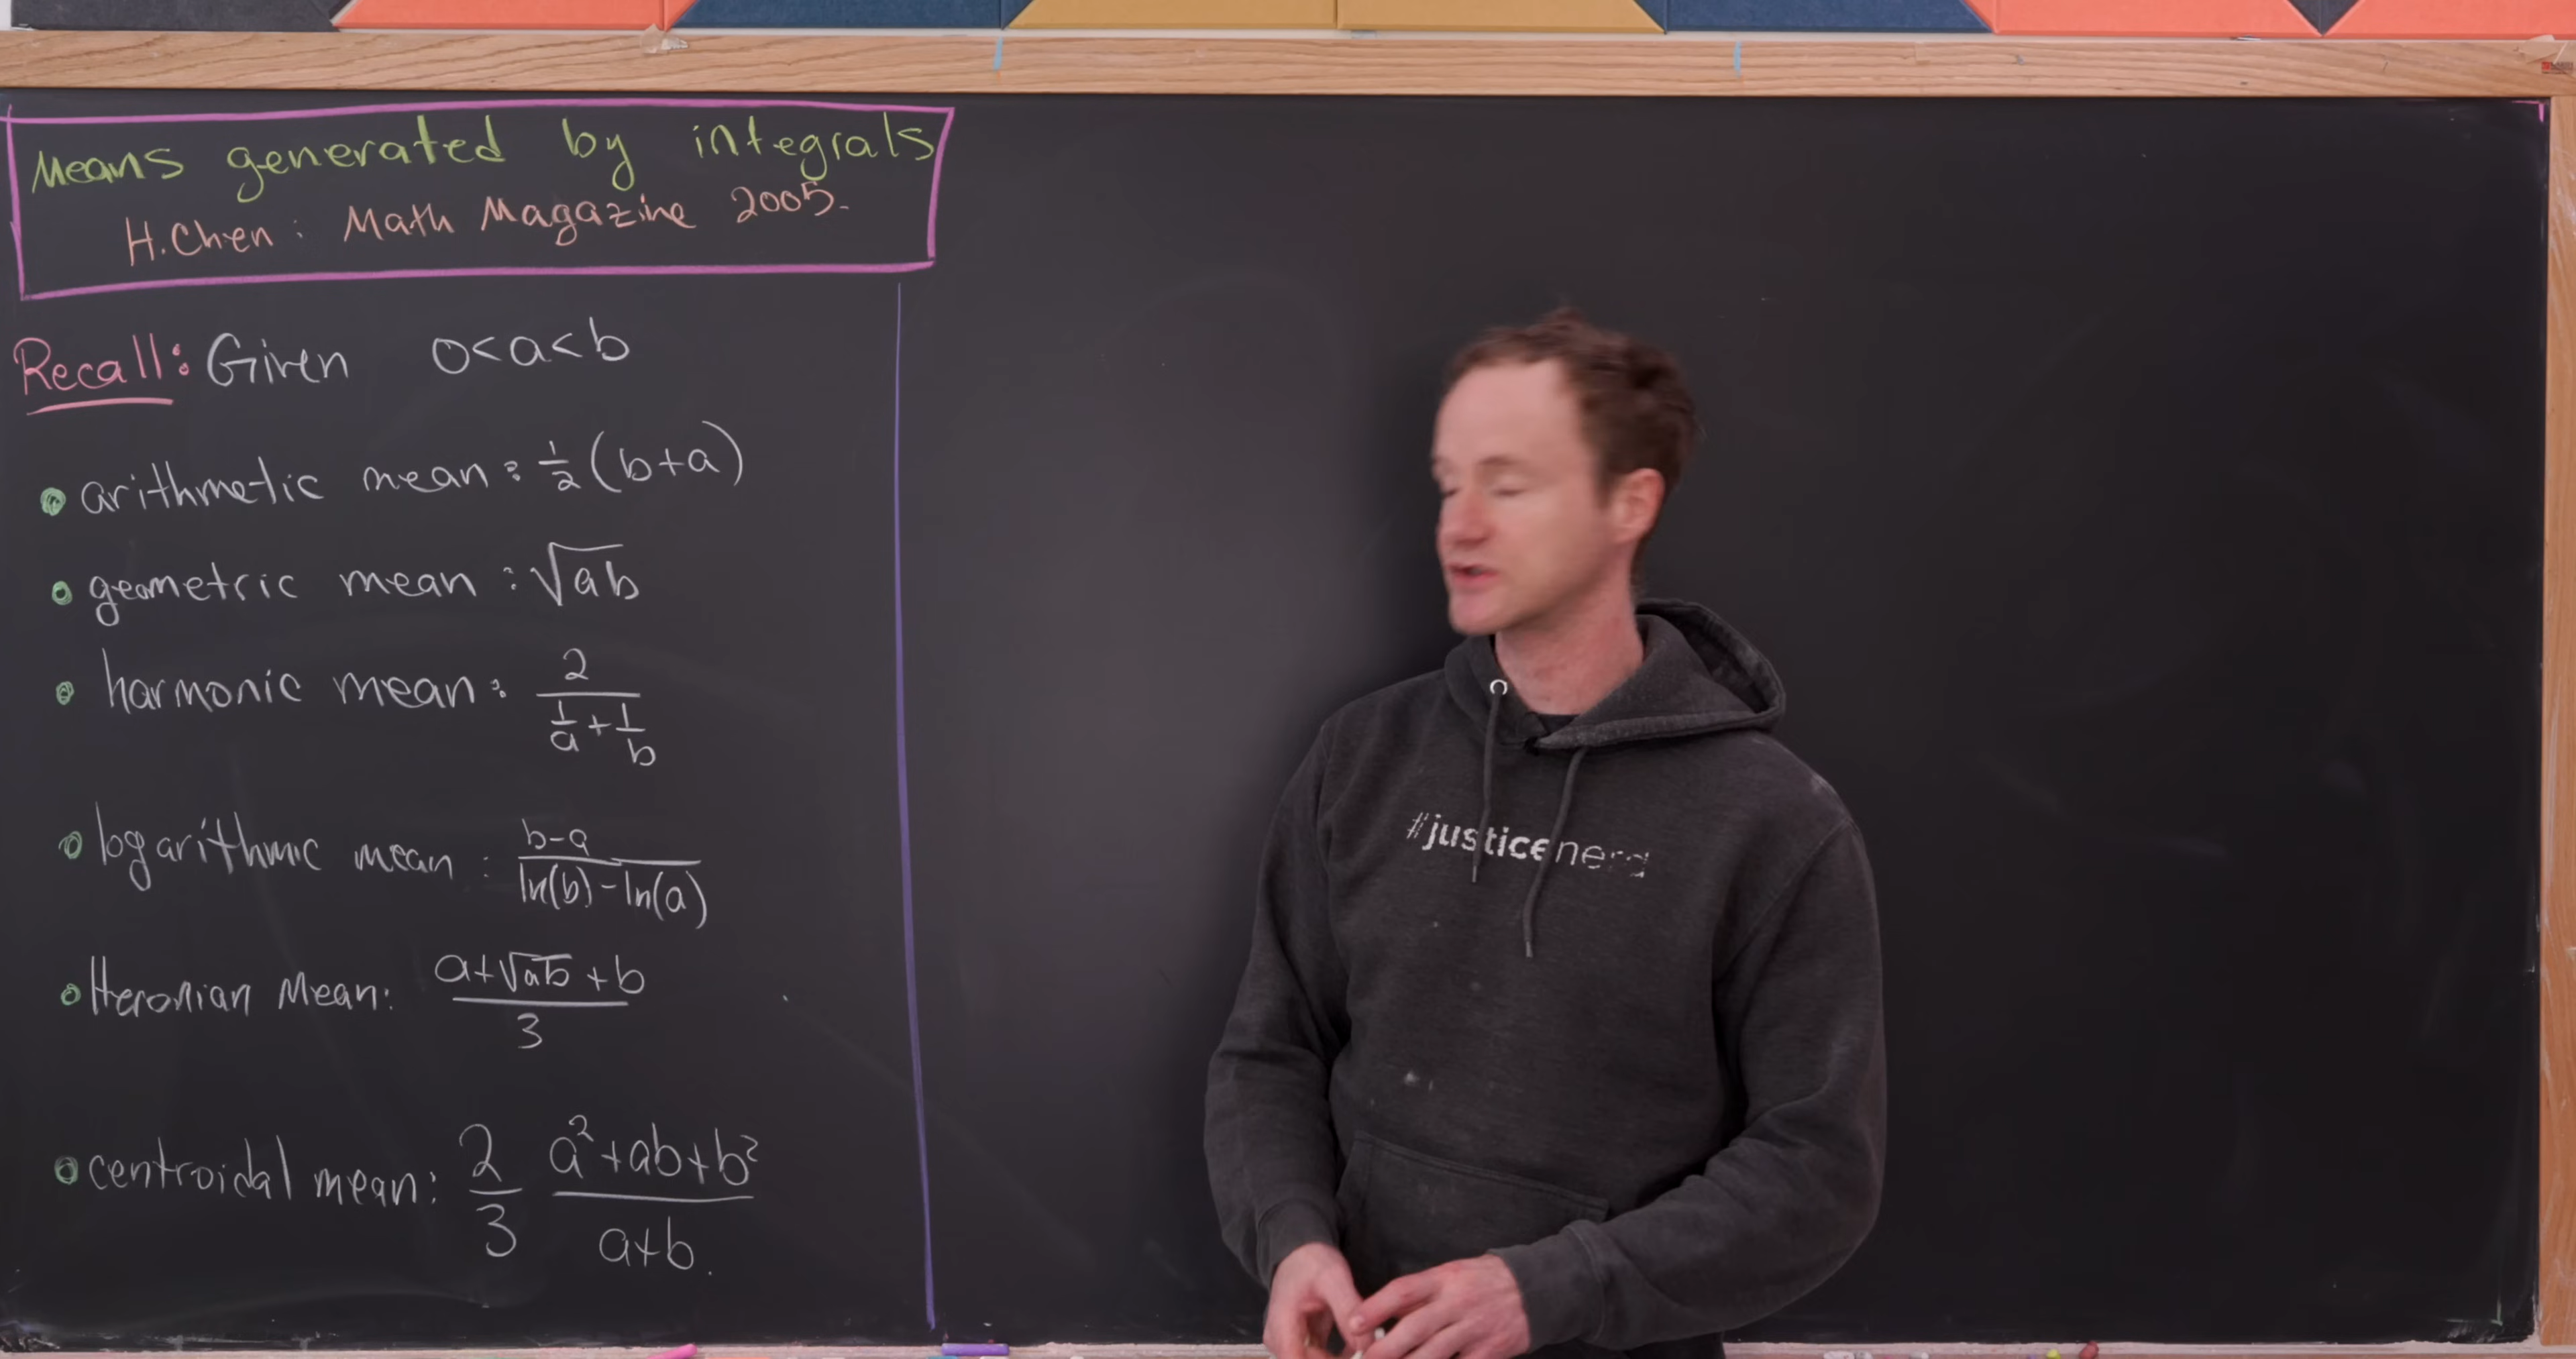 Means generated by integrals
H.Chen: Math Magazine 2005.
Recall: Given 0<a<b
• arithmetic mean: 1/2 (b+a)
• geometric mean: √ab
• harmonic mean: 2/(1/a + 1/b)
• logarithmic mean: (b-a)/(ln(b)-ln(a))
• Heronian Mean: (a+√ab+b)/3
• centroidal mean: 2/3 (a²+ab+b²)/(a+b).
#justicenerd